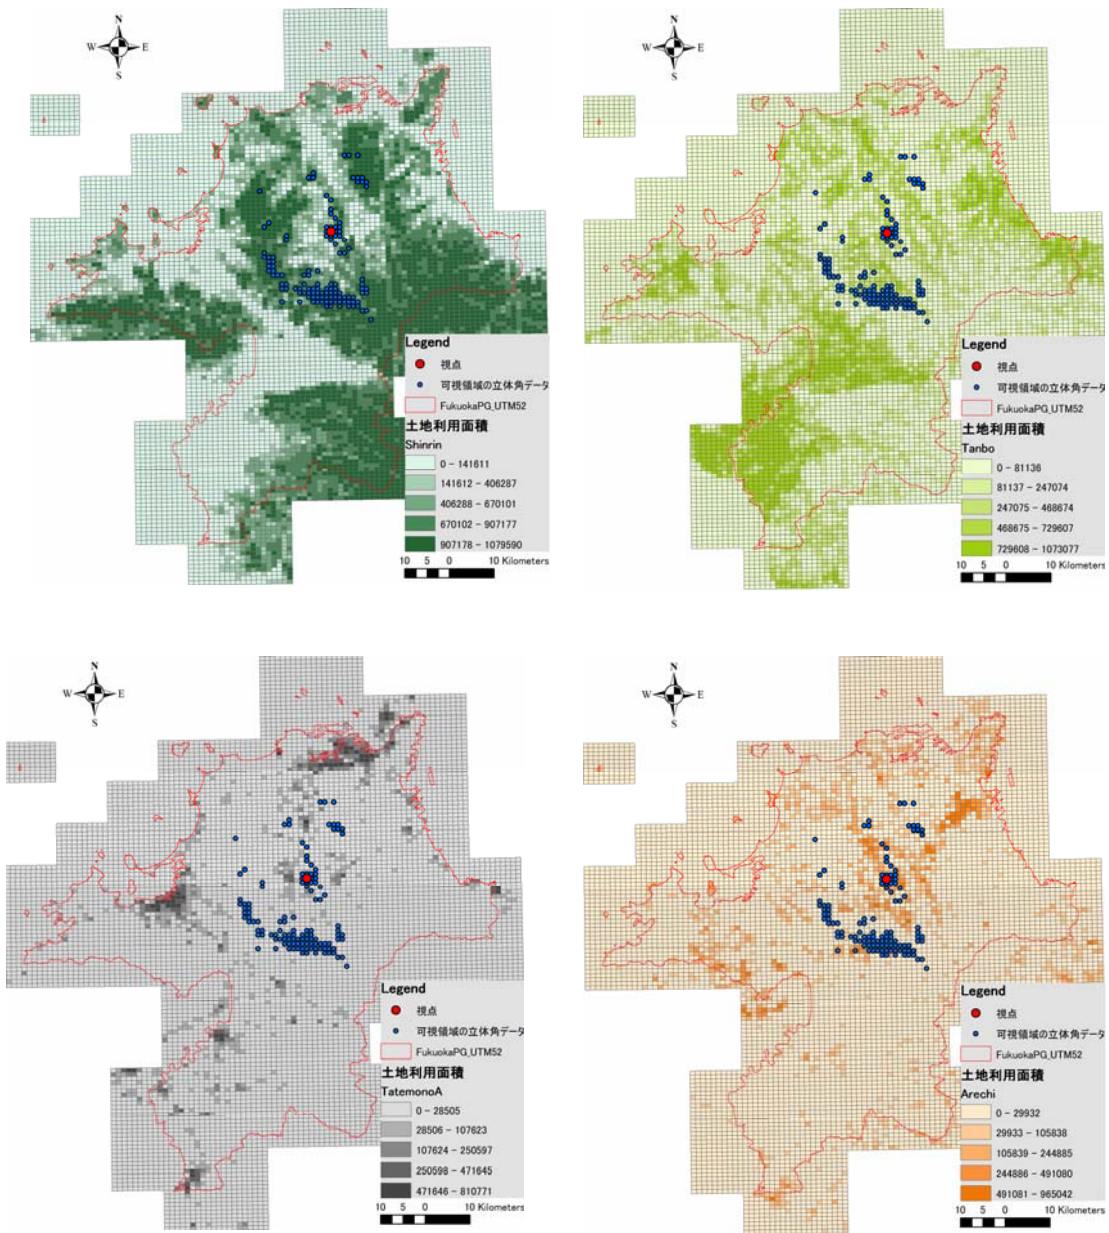 N
W E
S
Legend
視点
可視領域の立体角データ
FukuokaPG_UTM52
土地利用面積
Shinrin
0 - 141611
141612 - 406287
406288 - 670101
670102 - 907177
907178 - 1079590
10 5 0 10 Kilometers
N
W E
S
Legend
視点
可視領域の立体角データ
FukuokaPG_UTM52
土地利用面積
Tanbo
0 - 81136
81137 - 247074
247075 - 468674
468675 - 729607
729608 - 1073077
10 5 0 10 Kilometers
N
W E
S
Legend
視点
可視領域の立体角データ
FukuokaPG_UTM52
土地利用面積
TatemonoA
0 - 28505
28506 - 107623
107624 - 250597
250598 - 471645
471646 - 810771
10 5 0 10 Kilometers
N
W E
S
Legend
視点
可視領域の立体角データ
FukuokaPG_UTM52
土地利用面積
Arechi
0 - 29932
29933 - 105838
105839 - 244885
244886 - 491080
491081 - 965042
10 5 0 10 Kilometers